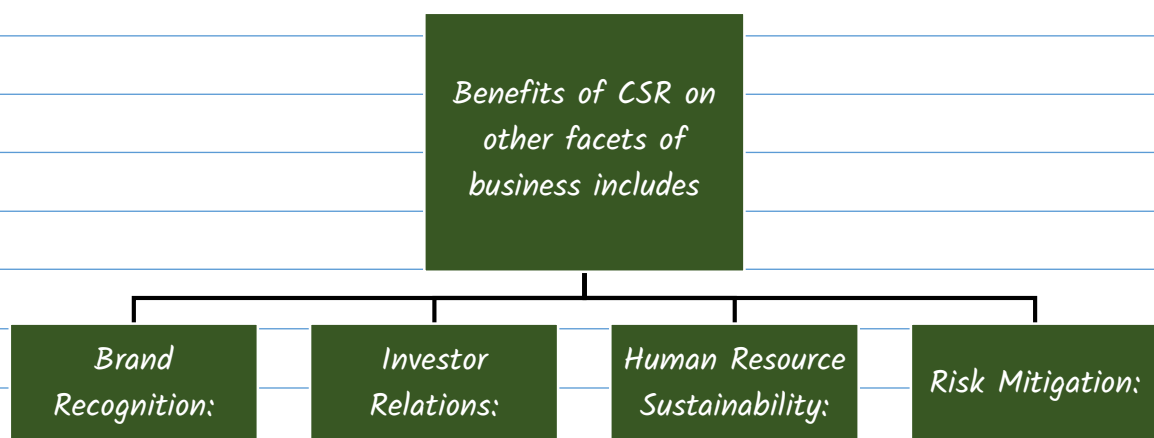 Benefits of CSR on
other facets of
business includes
Brand
Recognition:
Investor
Relations:
Human Resource
Sustainability:
Risk Mitigation: